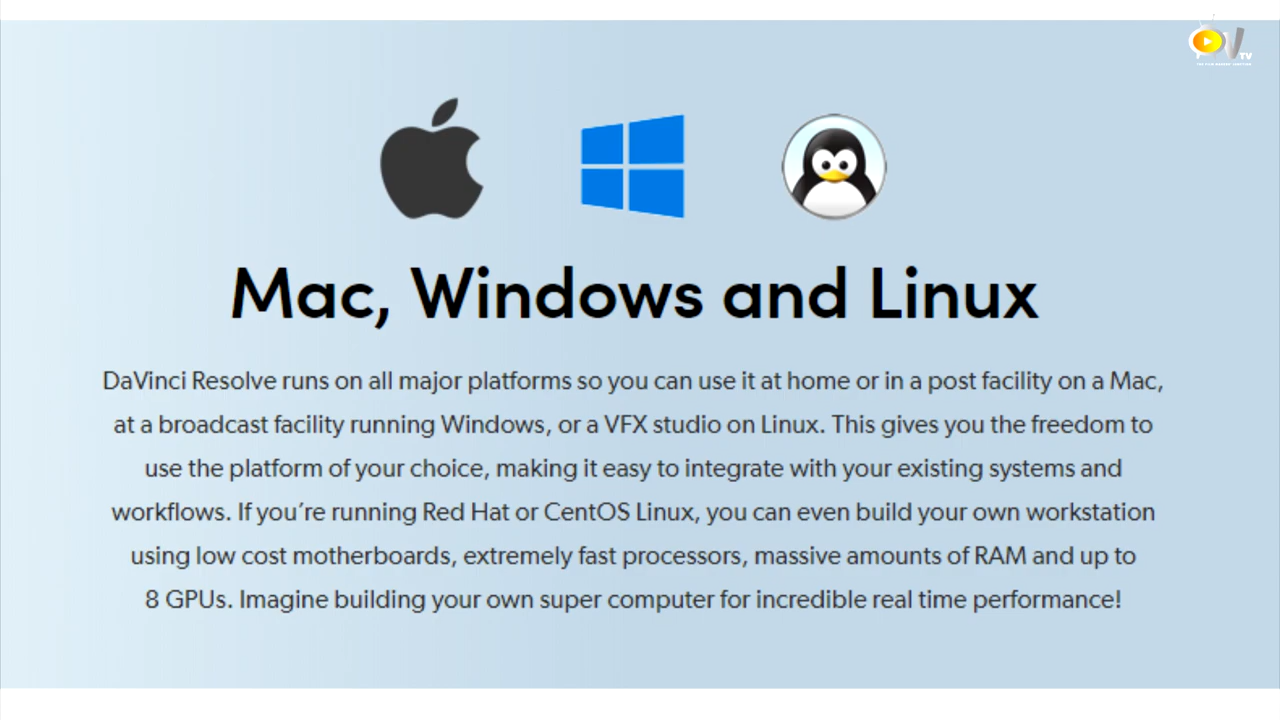 TV
Mac, Windows and Linux
DaVinci Resolve runs on all major platforms so you can use it at home or in a post facility on a Mac,
at a broadcast facility running Windows, or a VFX studio on Linux. This gives you the freedom to
use the platform of your choice, making it easy to integrate with your existing systems and
workflows. If you’re running Red Hat or CentOS Linux, you can even build your own workstation
using low cost motherboards, extremely fast processors, massive amounts of RAM and up to
8 GPUs. Imagine building your own super computer for incredible real time performance!